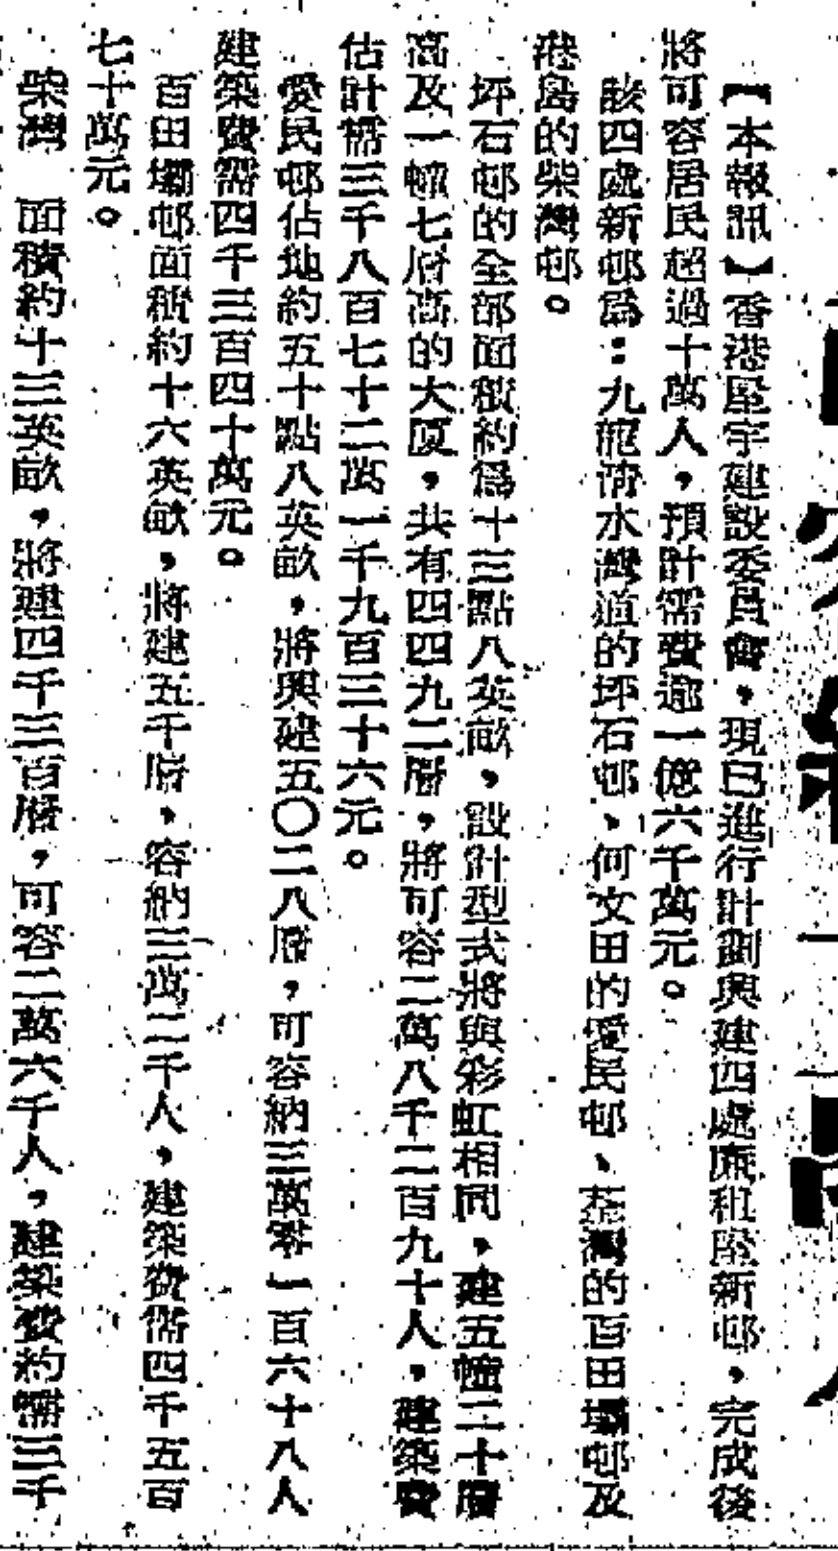 【本報訊】香港屋宇建設委員會，現已進行計劃興建四處廉租屋新邨，完成後
將可容居民超過十萬人，預計需費逾一億六千萬元。
該四處新邨爲：九龍清水灣道的坪石邨、何文田的愛民邨、荃灣的百田壩邨及
港島的柴灣邨。
坪石邨的全部面積約爲十三點八英畝，設計型式將與彩虹相同，建五幢二十層
高及一幢七層高的大厦，共有四四九二層，將可容二萬八千二百九十人，建築費
估計需三千八百七十二萬一千九百三十六元。
愛民邨佔地約五十點八英畝，將興建五〇二八層，可容納三萬零一百六十八人
建築費需四千三百四十萬元。
百田壩邨面積約十六英畝，將建五千層，容納三萬二千人，建築費需四千五百
七十萬元。
柴灣　面積約十三英畝，將建四千三百層，可容二萬六千人，建築費約需三千